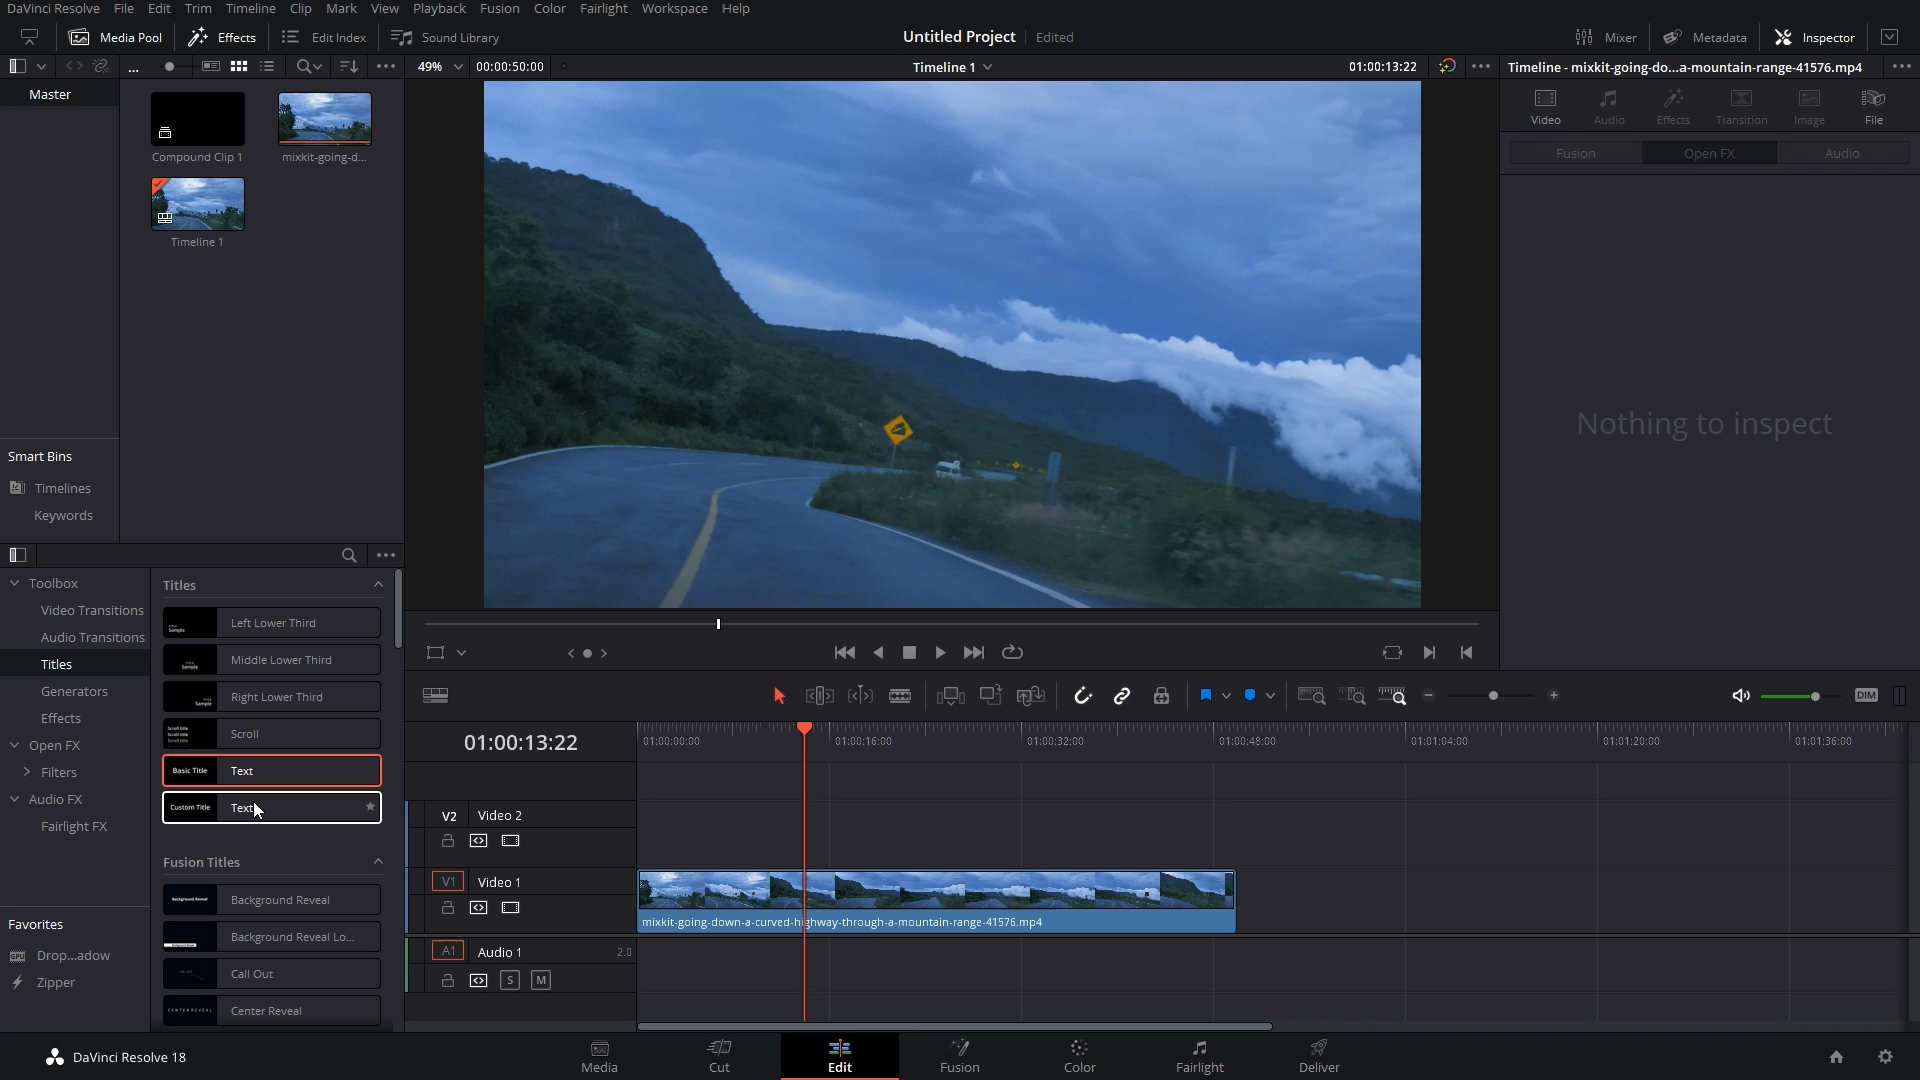 DaVinci Resolve File Edit Trim Timeline Clip Mark View Playback Fusion Color Fairlight Workspace Help
Media Pool Effects Edit Index Sound Library Untitled Project Edited Mixer Metadata Inspector
... 49% 00:00:50:00 Timeline 1 01:00:13:22 Timeline - mixkit-going-do...a-mountain-range-41576.mp4
Master
Video Audio Effects Transition Image File
Compound Clip 1 mixkit-going-d...
Fusion Open FX Audio
Timeline 1
Nothing to inspect
Smart Bins
Timelines
Keywords
Toolbox
Video Transitions
Audio Transitions
Titles
Generators
Effects
Open FX
Filters
Audio FX
Fairlight FX
Favorites
Drop...adow
Zipper
Titles
Left Lower Third
Middle Lower Third
Right Lower Third
Scroll
Basic Title Text
Custom Title Text
Fusion Titles
Background Reveal Background Reveal
Background Reveal Lo...
Call Out
CENTER REVEAL Center Reveal
DIM
01:00:13:22 01:00:00:00 01:00:16:00 01:00:32:00 01:00:48:00 01:01:04:00 01:01:20:00 01:01:36:00
V2 Video 2
V1 Video 1
mixkit-going-down-a-curved-highway-through-a-mountain-range-41576.mp4
A1 Audio 1 2.0
S M
DaVinci Resolve 18 Media Cut Edit Fusion Color Fairlight Deliver